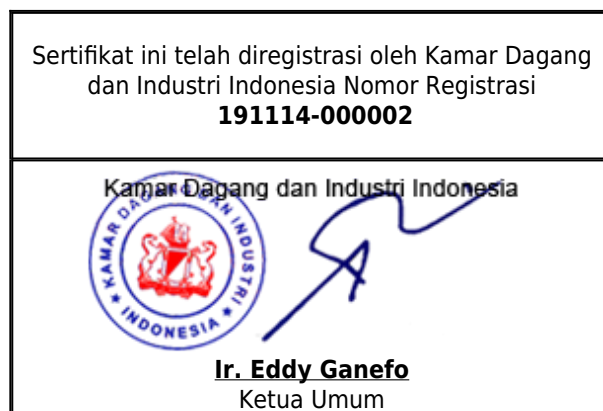 Sertifikat ini telah diregistrasi oleh Kamar Dagang
dan Industri Indonesia Nomor Registrasi
191114-000002
Kamar Dagang dan Industri Indonesia
KAMAR DAGANG DAN INDUSTRI
INDONESIA
Ir. Eddy Ganefo
Ketua Umum